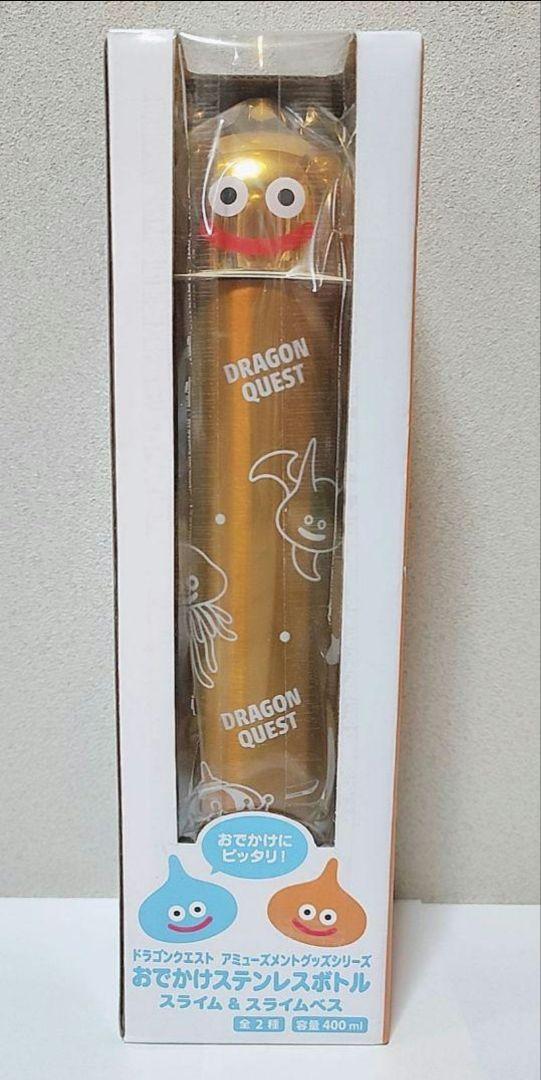 DRAGON
QUEST
DRAGON
QUEST
おでかけに
ピッタリ!
ドラゴンクエスト アミューズメントグッズシリーズ
おでかけステンレスボトル
スライム & スライムベス
全2種 容量400ml